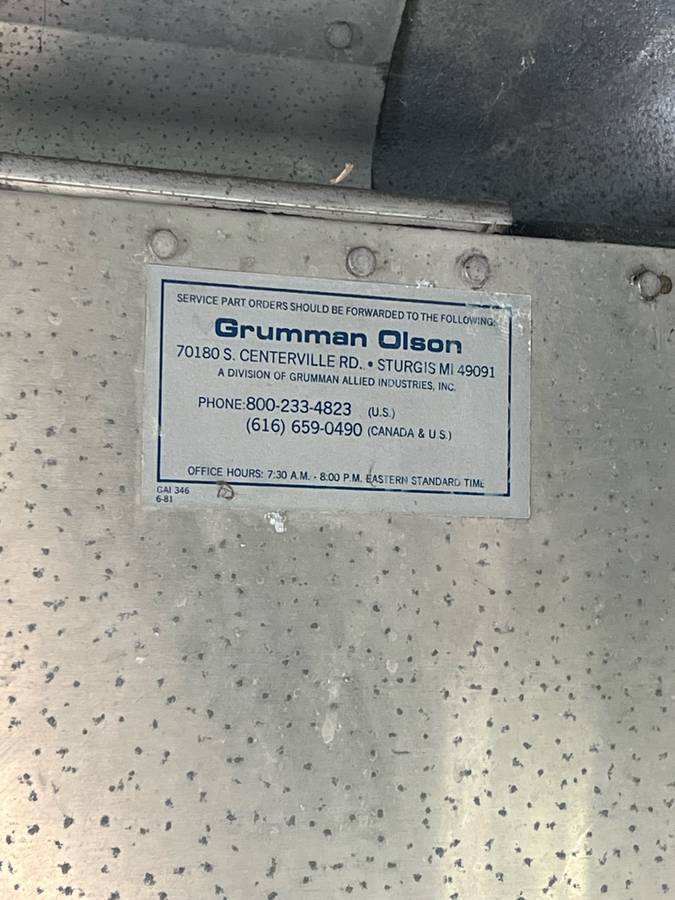 SERVICE PART ORDERS SHOULD BE FORWARDED TO THE FOLLOWING:
Grumman Olson
70180 S. CENTERVILLE RD. • STURGIS MI 49091
A DIVISION OF GRUMMAN ALLIED INDUSTRIES, INC.
PHONE:800-233-4823 (U.S.)
(616) 659-0490 (CANADA & U.S.)
OFFICE HOURS: 7:30 A.M. - 8:00 P.M. EASTERN STANDARD TIME
GAI 346
6-81